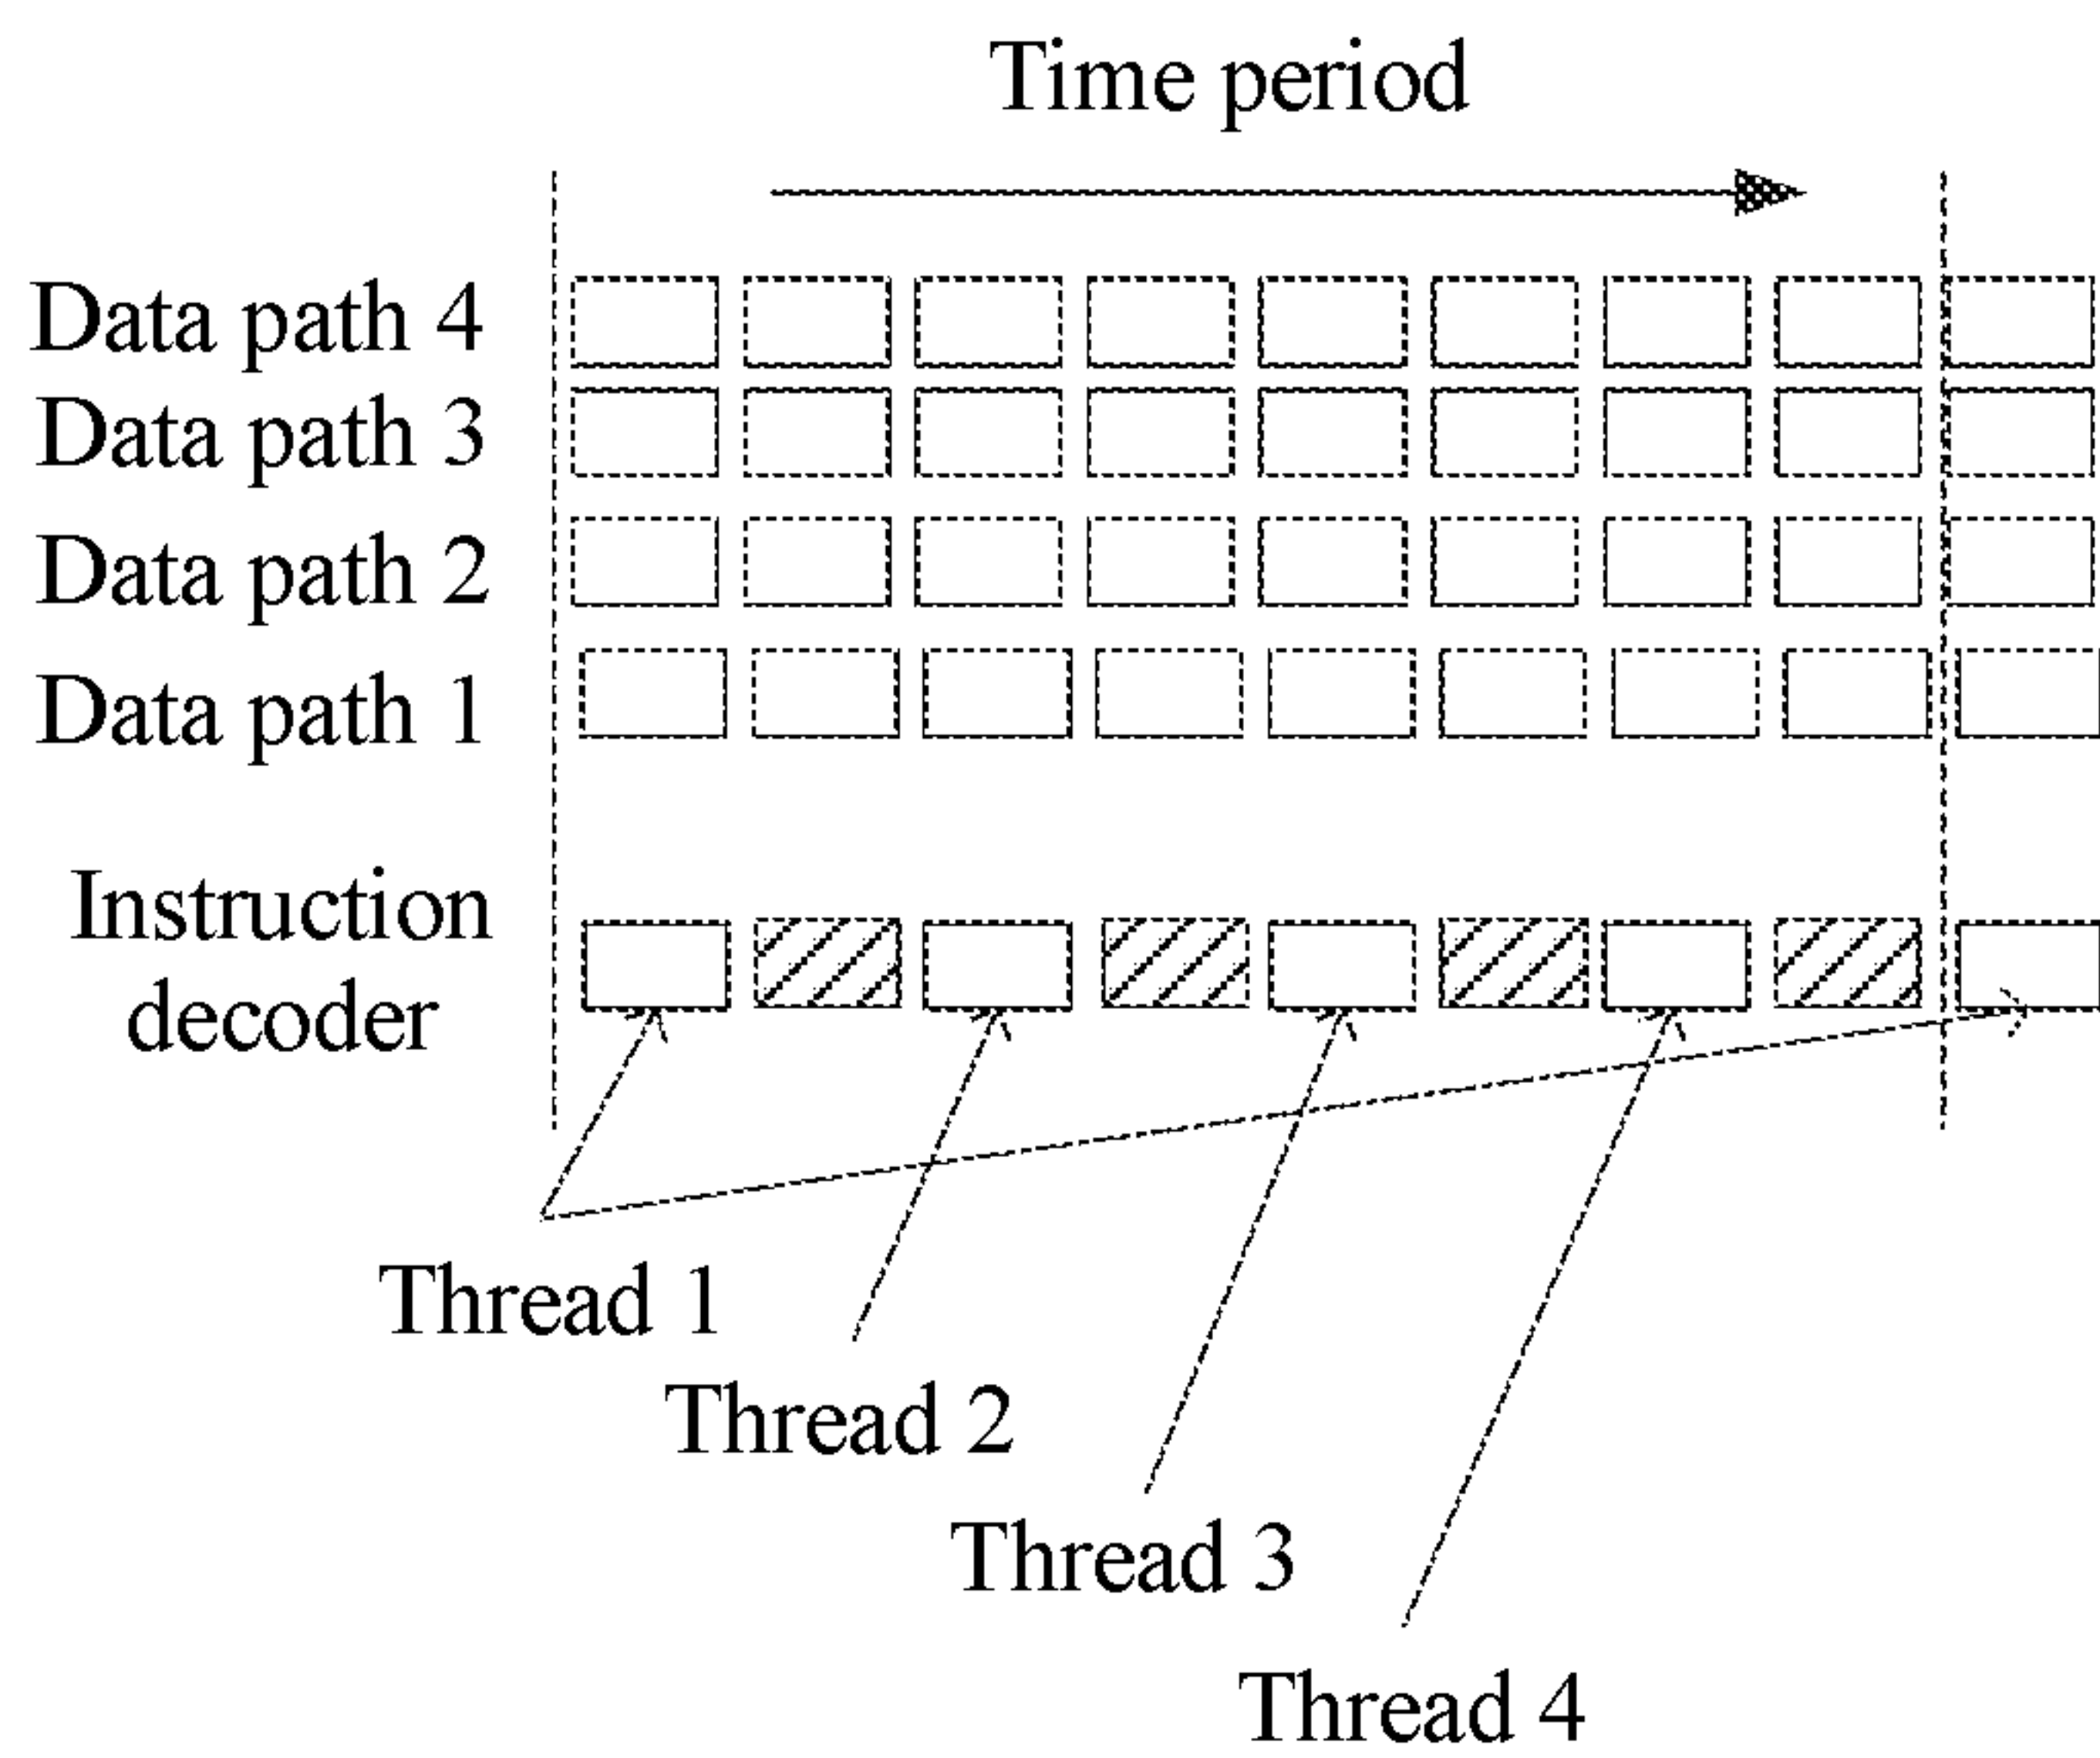 Time period
Data path 4
Data path 3
Data path 2
Data path 1
Instruction
decoder
Thread 1
Thread 2
Thread 3
Thread 4